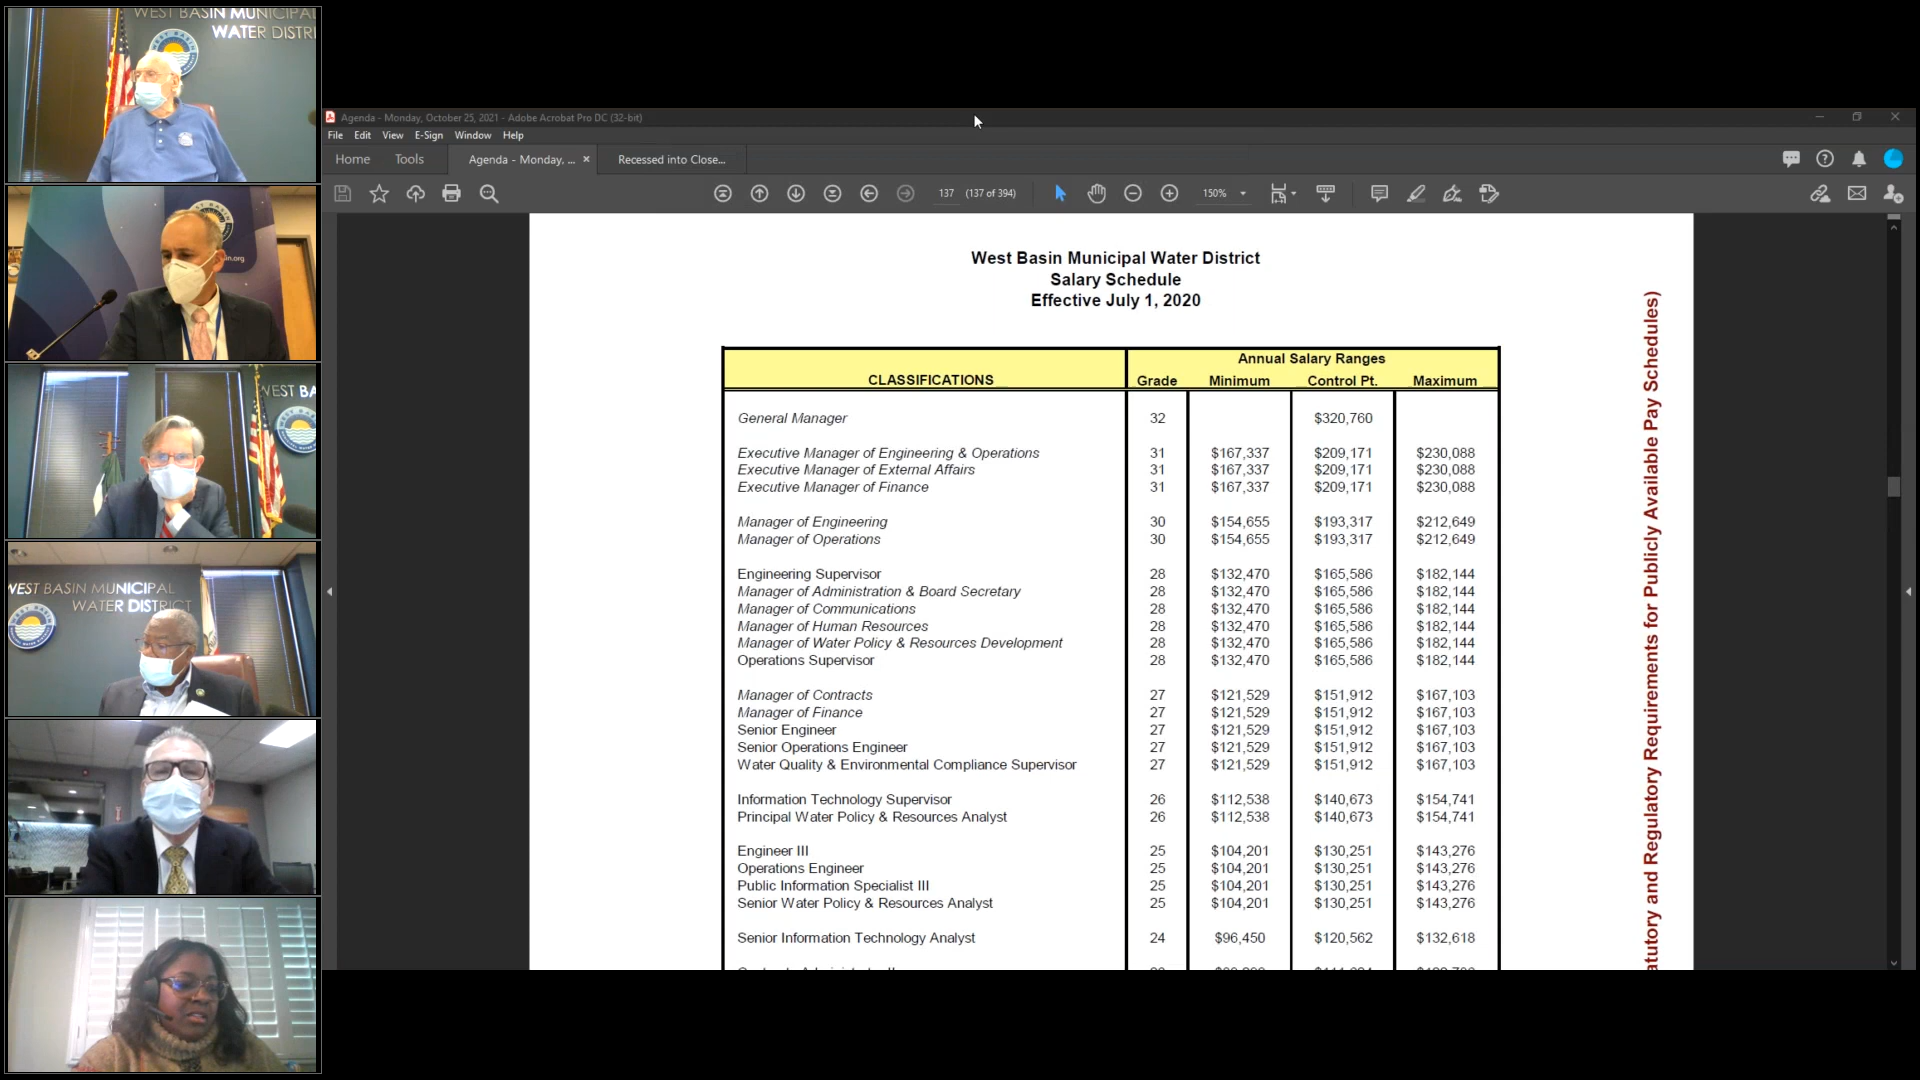 WEST BASIN MUNICIPAL
WATER DISTRI
WEST BASIN
in.org
WEST BA
WEST BASIN MUNICIPAL
WATER DISTRICT
Agenda - Monday, October 25, 2021 - Adobe Acrobat Pro DC (32-bit)
File Edit View E-Sign Window Help
Home Tools Agenda - Monday, ... × Recessed into Close...
137 (137 of 394) 150%
West Basin Municipal Water District
Salary Schedule
Effective July 1, 2020
Annual Salary Ranges
CLASSIFICATIONS Grade Minimum Control Pt. Maximum
General Manager 32 $320,760
Executive Manager of Engineering & Operations 31 $167,337 $209,171 $230,088
Executive Manager of External Affairs 31 $167,337 $209,171 $230,088
Executive Manager of Finance 31 $167,337 $209,171 $230,088
Manager of Engineering 30 $154,655 $193,317 $212,649
Manager of Operations 30 $154,655 $193,317 $212,649
Engineering Supervisor 28 $132,470 $165,586 $182,144
Manager of Administration & Board Secretary 28 $132,470 $165,586 $182,144
Manager of Communications 28 $132,470 $165,586 $182,144
Manager of Human Resources 28 $132,470 $165,586 $182,144
Manager of Water Policy & Resources Development 28 $132,470 $165,586 $182,144
Operations Supervisor 28 $132,470 $165,586 $182,144
Manager of Contracts 27 $121,529 $151,912 $167,103
Manager of Finance 27 $121,529 $151,912 $167,103
Senior Engineer 27 $121,529 $151,912 $167,103
Senior Operations Engineer 27 $121,529 $151,912 $167,103
Water Quality & Environmental Compliance Supervisor 27 $121,529 $151,912 $167,103
Information Technology Supervisor 26 $112,538 $140,673 $154,741
Principal Water Policy & Resources Analyst 26 $112,538 $140,673 $154,741
Engineer III 25 $104,201 $130,251 $143,276
Operations Engineer 25 $104,201 $130,251 $143,276
Public Information Specialist III 25 $104,201 $130,251 $143,276
Senior Water Policy & Resources Analyst 25 $104,201 $130,251 $143,276
Senior Information Technology Analyst 24 $96,450 $120,562 $132,618
atutory and Regulatory Requirements for Publicly Available Pay Schedules)